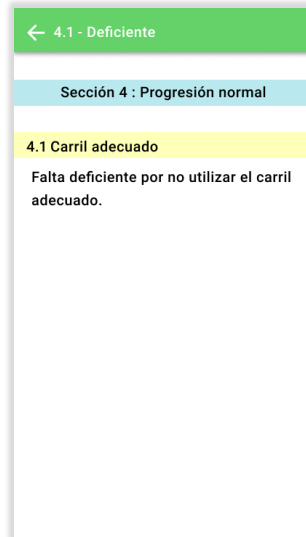 4.1 - Deficiente
Sección 4 : Progresión normal
4.1 Carril adecuado
Falta deficiente por no utilizar el carril
adecuado.